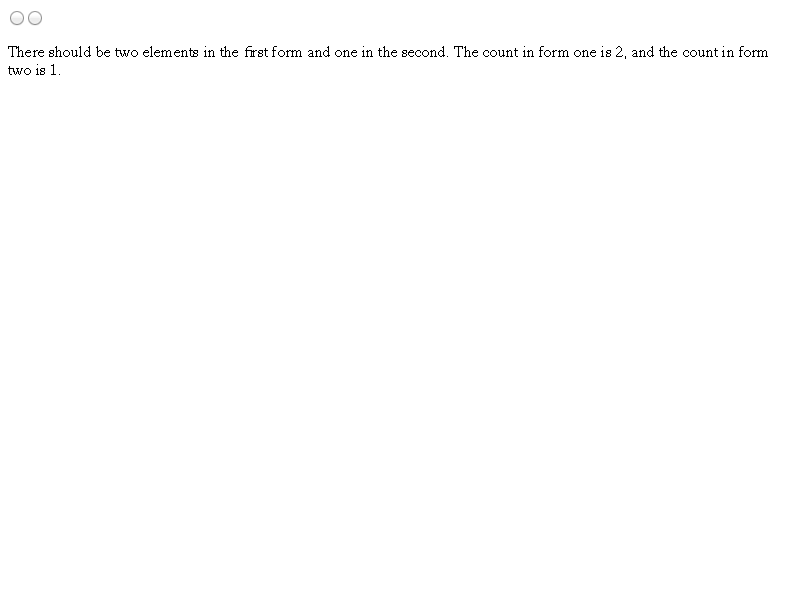 There should be two elements in the first form and one in the second. The count in form one is 2, and the count in form
two is 1.